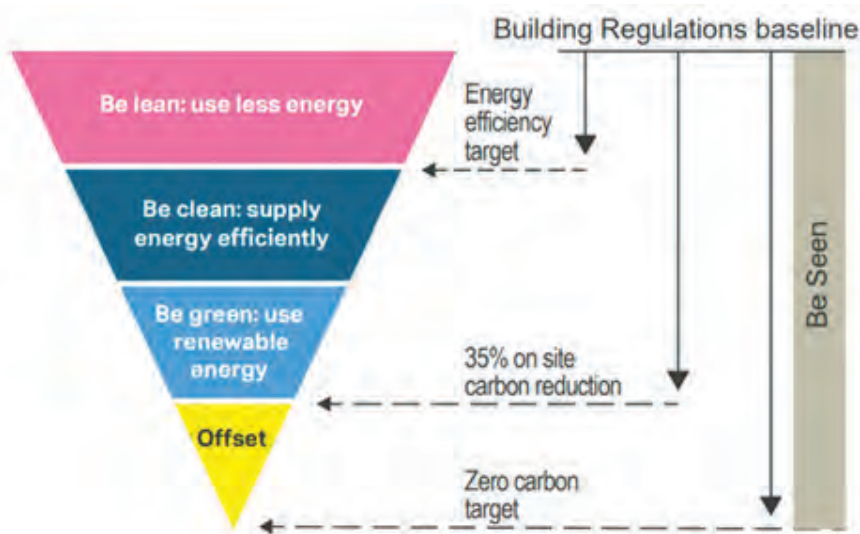 Building Regulations baseline
Be lean: use less energy
Energy
efficiency
target
Be clean: supply
energy efficiently
Be green: use
renewable
energy
35% on site
carbon reduction
Offset
Zero carbon
target
Be Seen